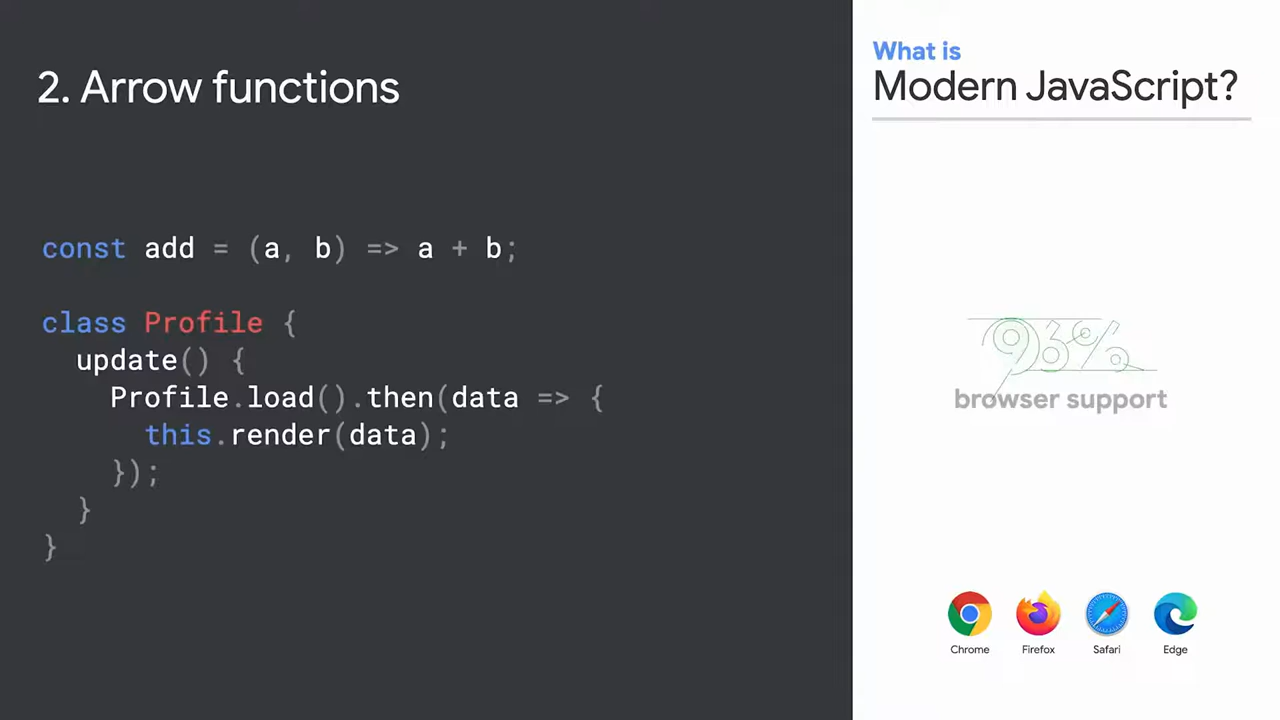 2. Arrow functions
const add = (a, b) => a + b;
class Profile {
  update() {
    Profile.load().then(data => {
      this.render(data);
    });
  }
}
What is
Modern JavaScript?
browser support
Chrome
Firefox
Safari
Edge